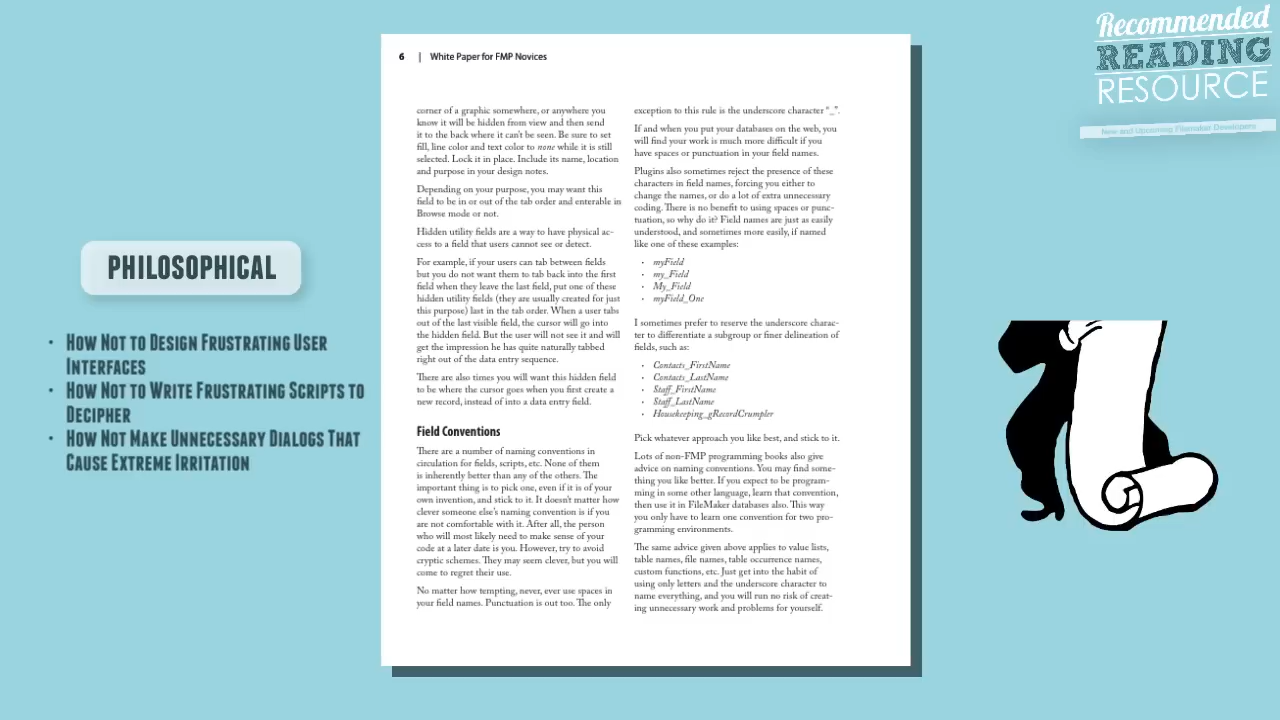 Recommended
READING
RESOURCE
New and Upcoming Filemaker Developers
PHILOSOPHICAL
• HOW NOT TO DESIGN FRUSTRATING USER
INTERFACES
• HOW NOT TO WRITE FRUSTRATING SCRIPTS TO
DECIPHER
• HOW NOT MAKE UNNECESSARY DIALOGS THAT
CAUSE EXTREME IRRITATION
6 | White Paper for FMP Novices
corner of a graphic somewhere, or anywhere you
know it will be hidden from view and then send
it to the back where it can't be seen. Be sure to set
fill, line color and text color to none while it is still
selected. Lock it in place. Include its name, location
and purpose in your design notes.
Depending on your purpose, you may want this
field to be in or out of the tab order and enterable in
Browse mode or not.
Hidden utility fields are a way to have physical ac-
cess to a field that users cannot see or detect.
For example, if your users can tab between fields
but you do not want them to tab back into the first
field when they leave the last field, put one of these
hidden utility fields (they are usually created for just
this purpose) last in the tab order. When a user tabs
out of the last visible field, the cursor will go into
the hidden field. But the user will not see it and will
get the impression he has quite naturally tabbed
right out of the data entry sequence.
There are also times you will want this hidden field
to be where the cursor goes when you first create a
new record, instead of into a data entry field.
Field Conventions
There are a number of naming conventions in
circulation for fields, scripts, etc. None of them
is inherently better than any of the others. The
important thing is to pick one, even if it is of your
own invention, and stick to it. It doesn't matter how
clever someone else's naming convention is if you
are not comfortable with it. After all, the person
who will most likely need to make sense of your
code at a later date is you. However, try to avoid
cryptic schemes. They may seem clever, but you will
come to regret their use.
No matter how tempting, never, ever use spaces in
your field names. Punctuation is out too. The only
exception to this rule is the underscore character "_".
If and when you put your databases on the web, you
will find your work is much more difficult if you
have spaces or punctuation in your field names.
Plugins also sometimes reject the presence of these
characters in field names, forcing you either to
change the names, or do a lot of extra unnecessary
coding. There is no benefit to using spaces or punc-
tuation, so why do it? Field names are just as easily
understood, and sometimes more easily, if named
like one of these examples:
• myField
• my_Field
• My_Field
• myField_One
I sometimes prefer to reserve the underscore charac-
ter to differentiate a subgroup or finer delineation of
fields, such as:
• Contacts_FirstName
• Contacts_LastName
• Staff_FirstName
• Staff_LastName
• Housekeeping_gRecordCrumpler
Pick whatever approach you like best, and stick to it.
Lots of non-FMP programming books also give
advice on naming conventions. You may find some-
thing you like better. If you expect to be program-
ming in some other language, learn that convention,
then use it in FileMaker databases also. This way
you only have to learn one convention for two pro-
gramming environments.
The same advice given above applies to value lists,
table names, file names, table occurrence names,
custom functions, etc. Just get into the habit of
using only letters and the underscore character to
name everything, and you will run no risk of creat-
ing unnecessary work and problems for yourself.